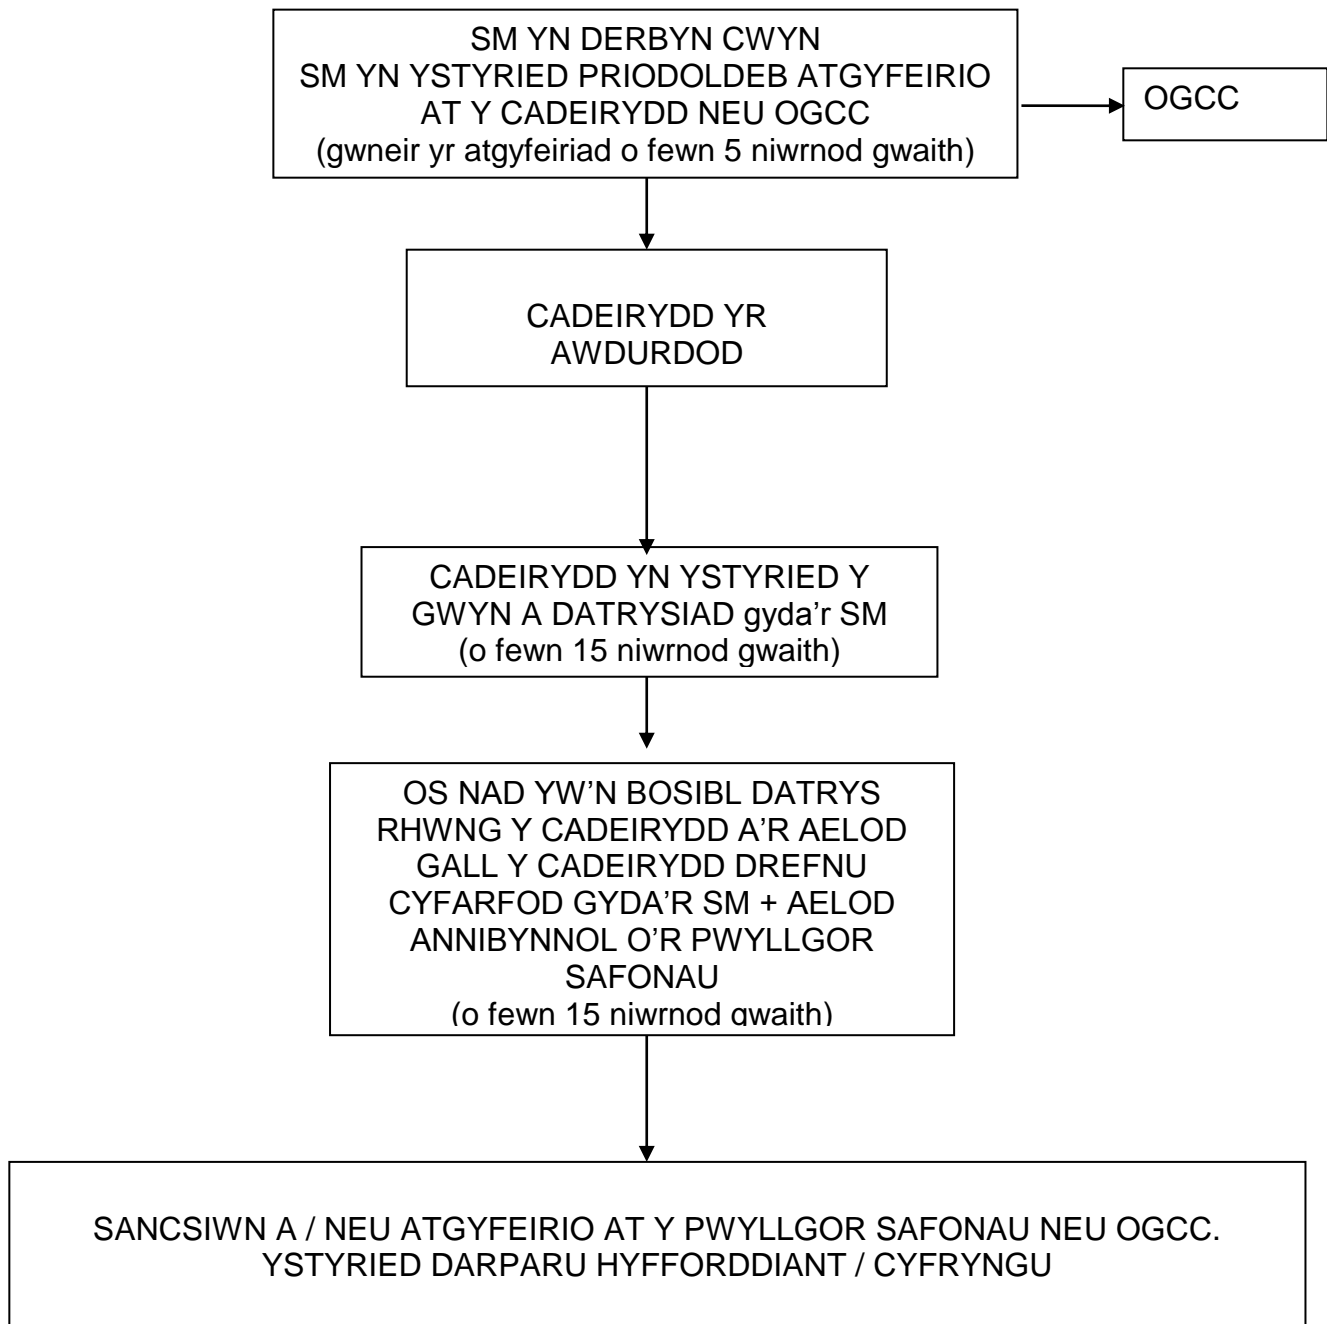 SM YN DERBYN CWYN
SM YN YSTYRIED PRIODOLDEB ATGYFEIRIO
AT Y CADEIRYDD NEU OGCC
(gwneir yr atgyfeiriad o fewn 5 niwrnod gwaith)
OGCC
CADEIRYDD YR
AWDURDOD
CADEIRYDD YN YSTYRIED Y
GWYN A DATRYSIAD gyda’r SM
(o fewn 15 niwrnod gwaith)
OS NAD YW’N BOSIBL DATRYS
RHWNG Y CADEIRYDD A’R AELOD
GALL Y CADEIRYDD DREFNU
CYFARFOD GYDA’R SM + AELOD
ANNIBYNNOL O’R PWYLLGOR
SAFONAU
(o fewn 15 niwrnod gwaith)
SANCSIWN A / NEU ATGYFEIRIO AT Y PWYLLGOR SAFONAU NEU OGCC.
YSTYRIED DARPARU HYFFORDDIANT / CYFRYNGU